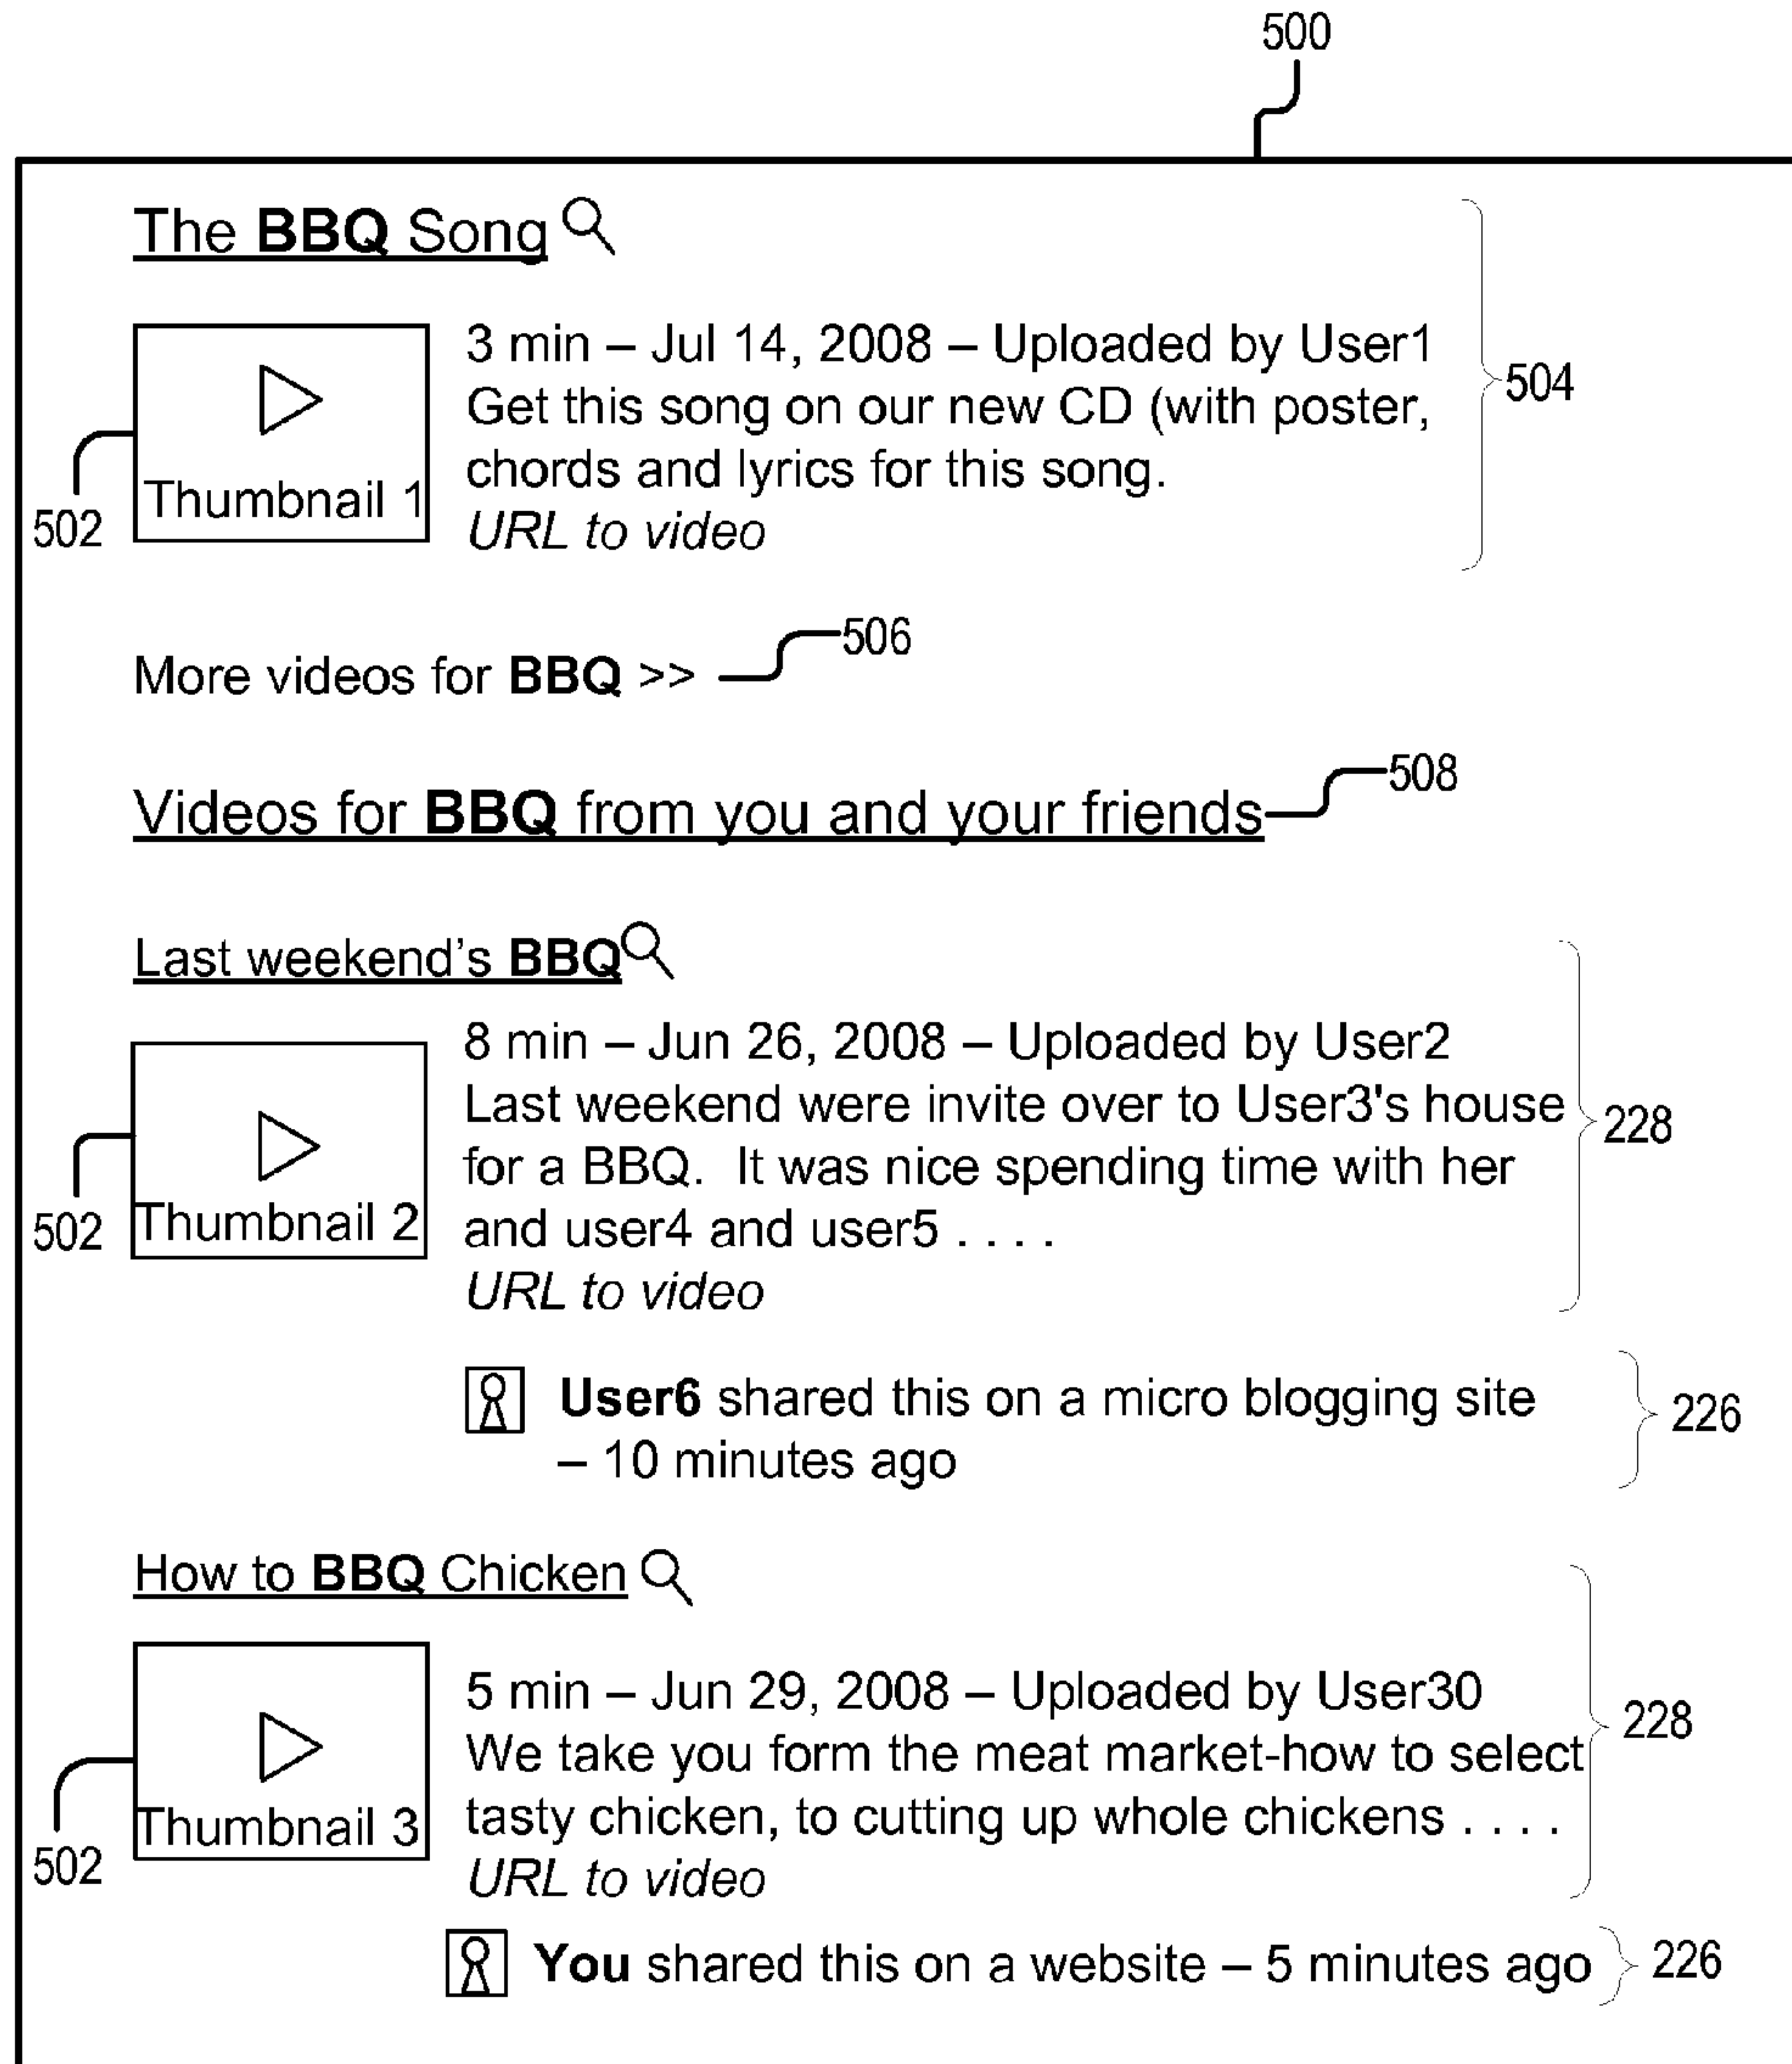 500
The BBQ Song
3 min – Jul 14, 2008 – Uploaded by User1
Get this song on our new CD (with poster,
504
chords and lyrics for this song.
Thumbnail 1
502
URL to video
506
More videos for BBQ >>
508
Videos for BBQ from you and your friends
Last weekend's BBQ
8 min – Jun 26, 2008 – Uploaded by User2
Last weekend were invite over to User3's house
228
for a BBQ. It was nice spending time with her
Thumbnail 2
502
and user4 and user5 . . . .
URL to video
User6 shared this on a micro blogging site
226
– 10 minutes ago
How to BBQ Chicken
5 min – Jun 29, 2008 – Uploaded by User30
228
We take you form the meat market-how to select
tasty chicken, to cutting up whole chickens . . . .
Thumbnail 3
502
URL to video
You shared this on a website – 5 minutes ago
226